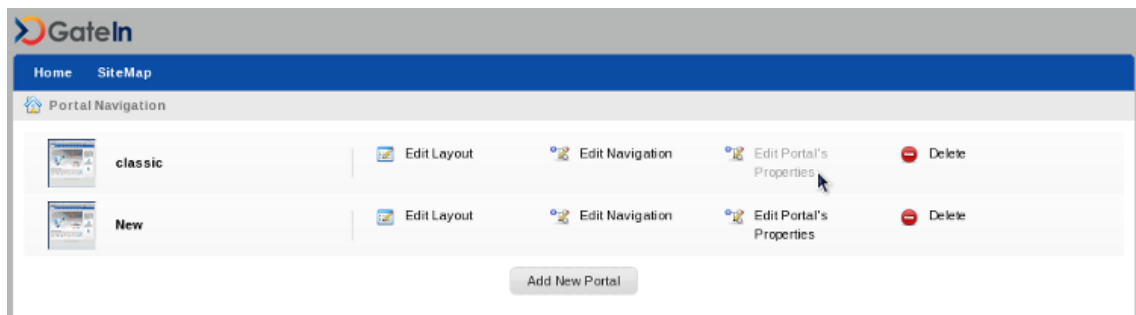 GateIn
Home SiteMap
Portal Navigation
classic Edit Layout Edit Navigation Edit Portal's Properties Delete
New Edit Layout Edit Navigation Edit Portal's Properties Delete
Add New Portal